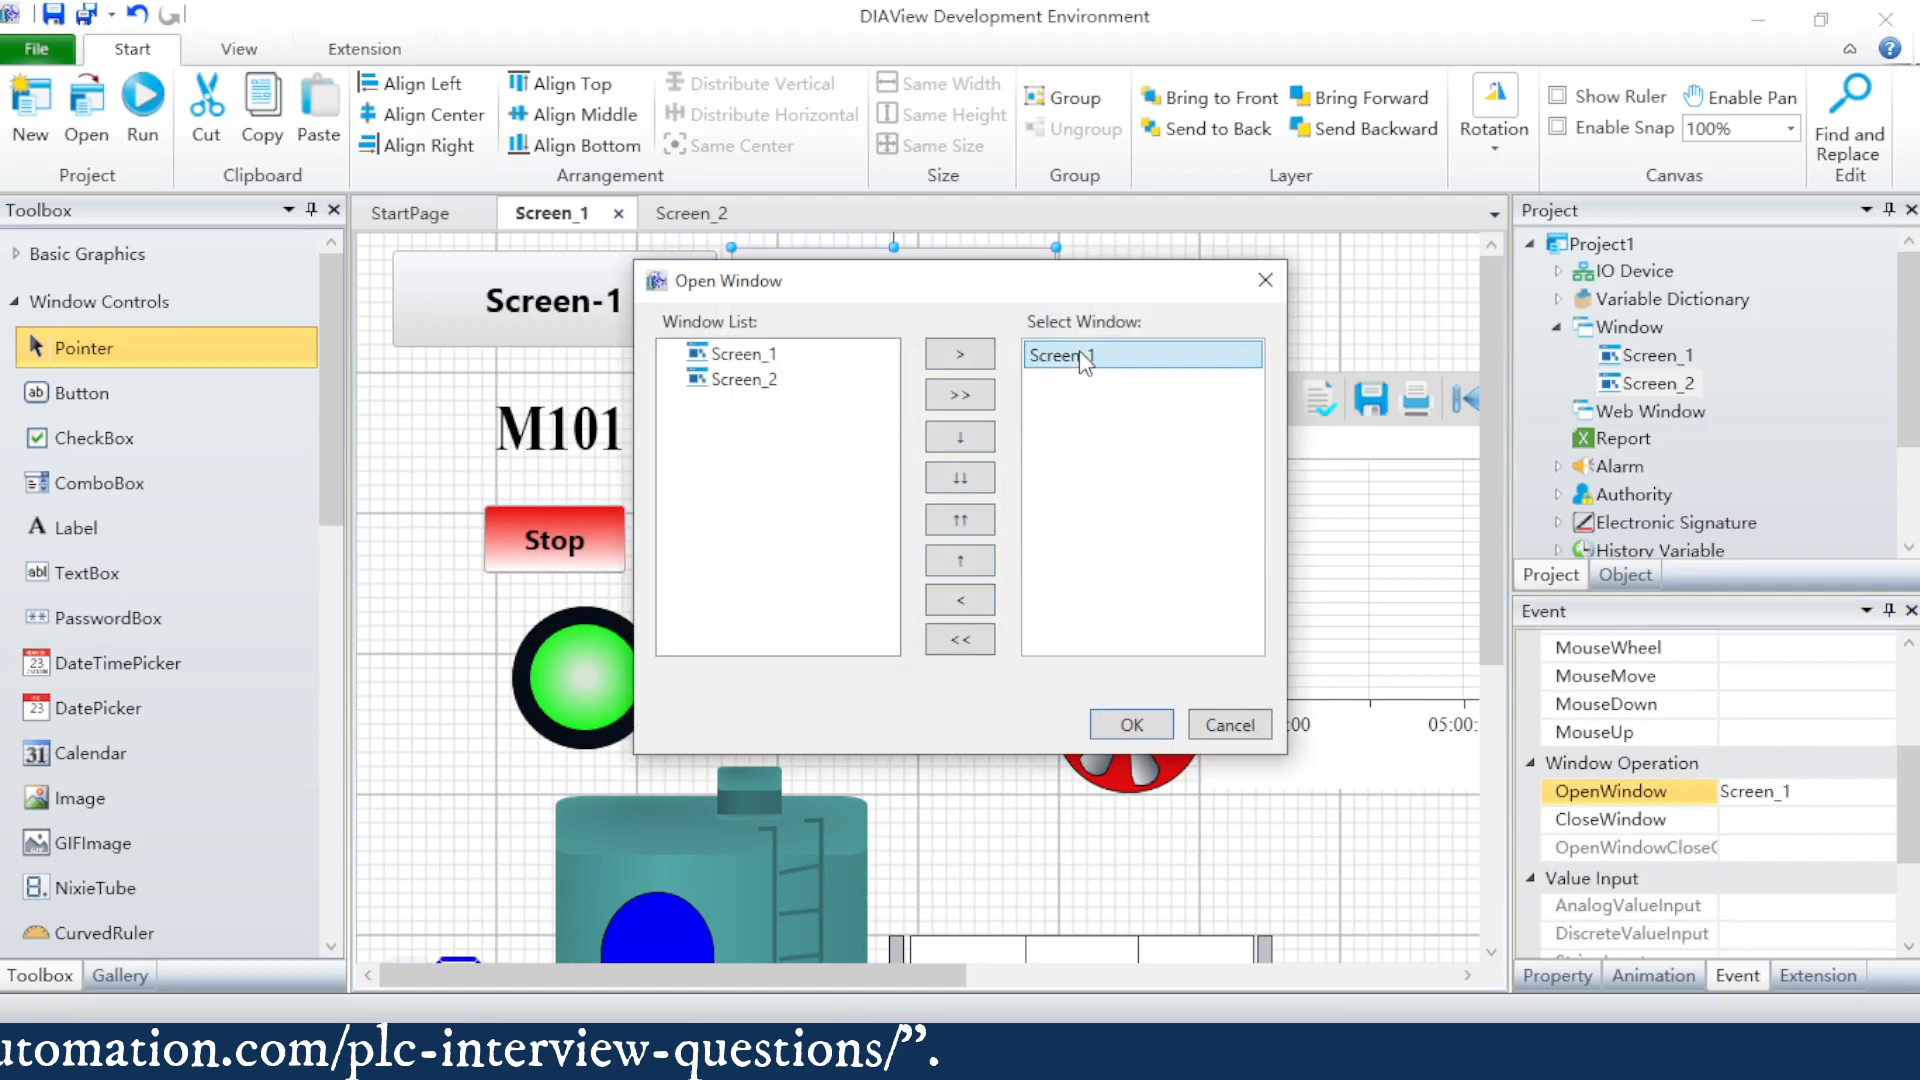 DIAView Development Environment
File
Start
View
Extension
New
Open
Run
Project
Cut
Copy
Paste
Clipboard
Align Left
Align Center
Align Right
Align Top
Align Middle
Align Bottom
Arrangement
Distribute Vertical
Distribute Horizontal
Same Center
Same Width
Same Height
Same Size
Size
Group
Ungroup
Group
Bring to Front
Send to Back
Bring Forward
Send Backward
Layer
Rotation
Show Ruler
Enable Snap
Enable Pan
100%
Canvas
Find and
Replace
Edit
Toolbox
Basic Graphics
Window Controls
Pointer
Button
CheckBox
ComboBox
Label
TextBox
PasswordBox
DateTimePicker
DatePicker
Calendar
Image
GIFImage
NixieTube
CurvedRuler
Toolbox
Gallery
StartPage
Screen_1
Screen_2
Screen-1
M101
Stop
:00
05:00:
Open Window
Window List:
Screen_1
Screen_2
>
>>
↓
↓↓
↑↑
↑
<
<<
Select Window:
Screen_1
OK
Cancel
Project
Project1
IO Device
Variable Dictionary
Window
Screen_1
Screen_2
Web Window
Report
Alarm
Authority
Electronic Signature
History Variable
Project
Object
Event
MouseWheel
MouseMove
MouseDown
MouseUp
Window Operation
OpenWindow Screen_1
CloseWindow
OpenWindowClose
Value Input
AnalogValueInput
DiscreteValueInput
Property
Animation
Event
Extension
utomation.com/plc-interview-questions/”.